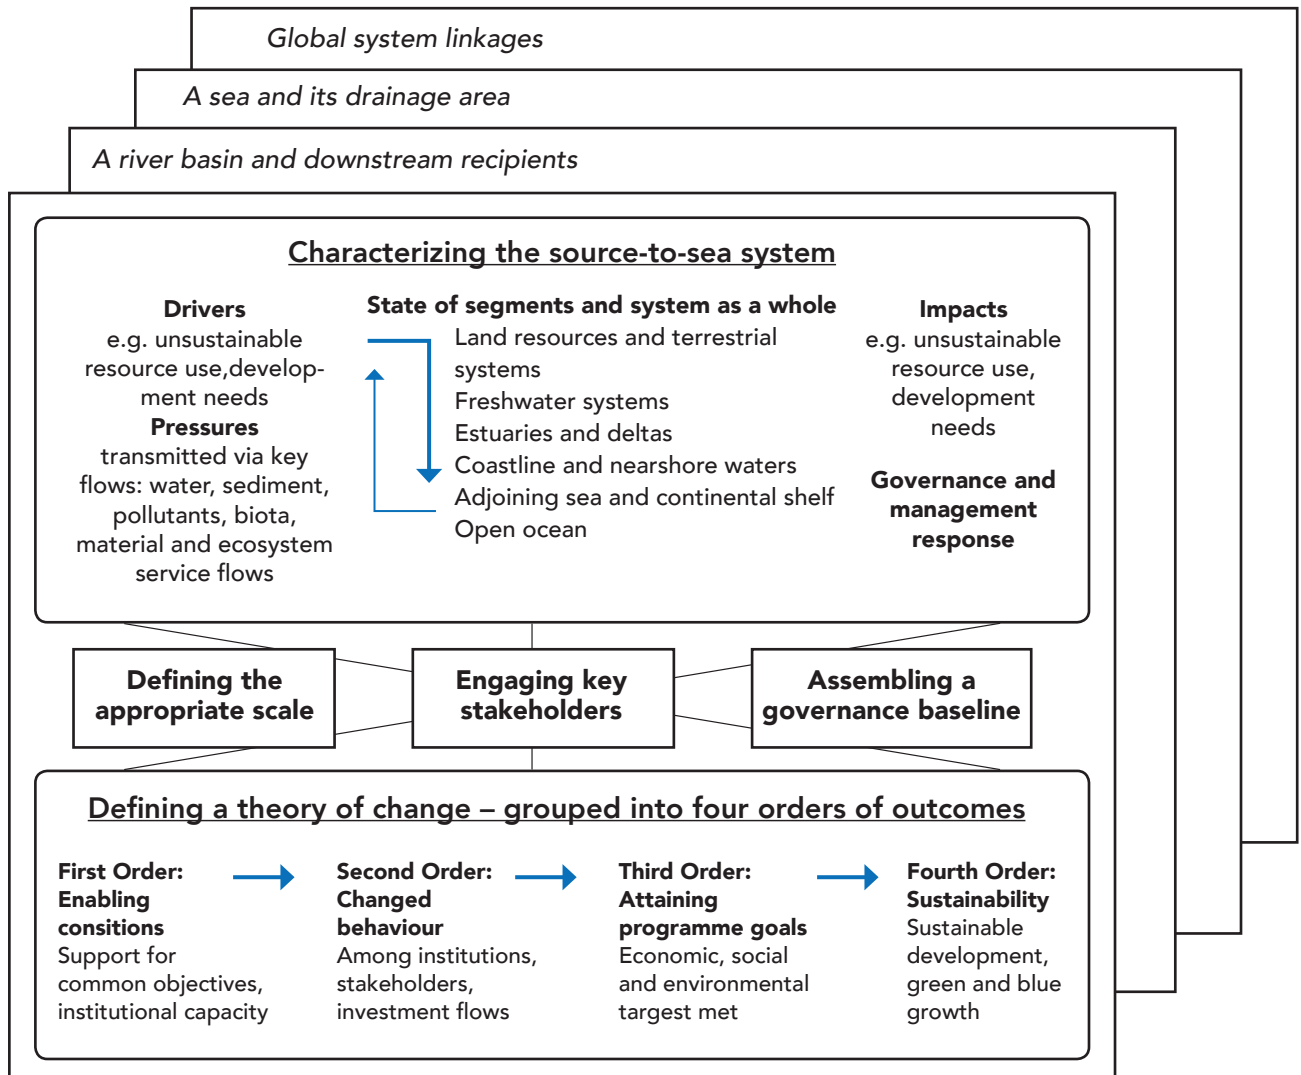 Global system linkages
A sea and its drainage area
A river basin and downstream recipients
Characterizing the source-to-sea system
Drivers
e.g. unsustainable
resource use,develop-
ment needs
Pressures
transmitted via key
flows: water, sediment,
pollutants, biota,
material and ecosystem
service flows
State of segments and system as a whole
Land resources and terrestrial
systems
Freshwater systems
Estuaries and deltas
Coastline and nearshore waters
Adjoining sea and continental shelf
Open ocean
Impacts
e.g. unsustainable
resource use,
development
needs
Governance and
management
response
Defining the
appropriate scale
Engaging key
stakeholders
Assembling a
governance baseline
Defining a theory of change – grouped into four orders of outcomes
First Order:
Enabling
consitions
Support for
common objectives,
institutional capacity
Second Order:
Changed
behaviour
Among institutions,
stakeholders,
investment flows
Third Order:
Attaining
programme goals
Economic, social
and environmental
targest met
Fourth Order:
Sustainability
Sustainable
development,
green and blue
growth